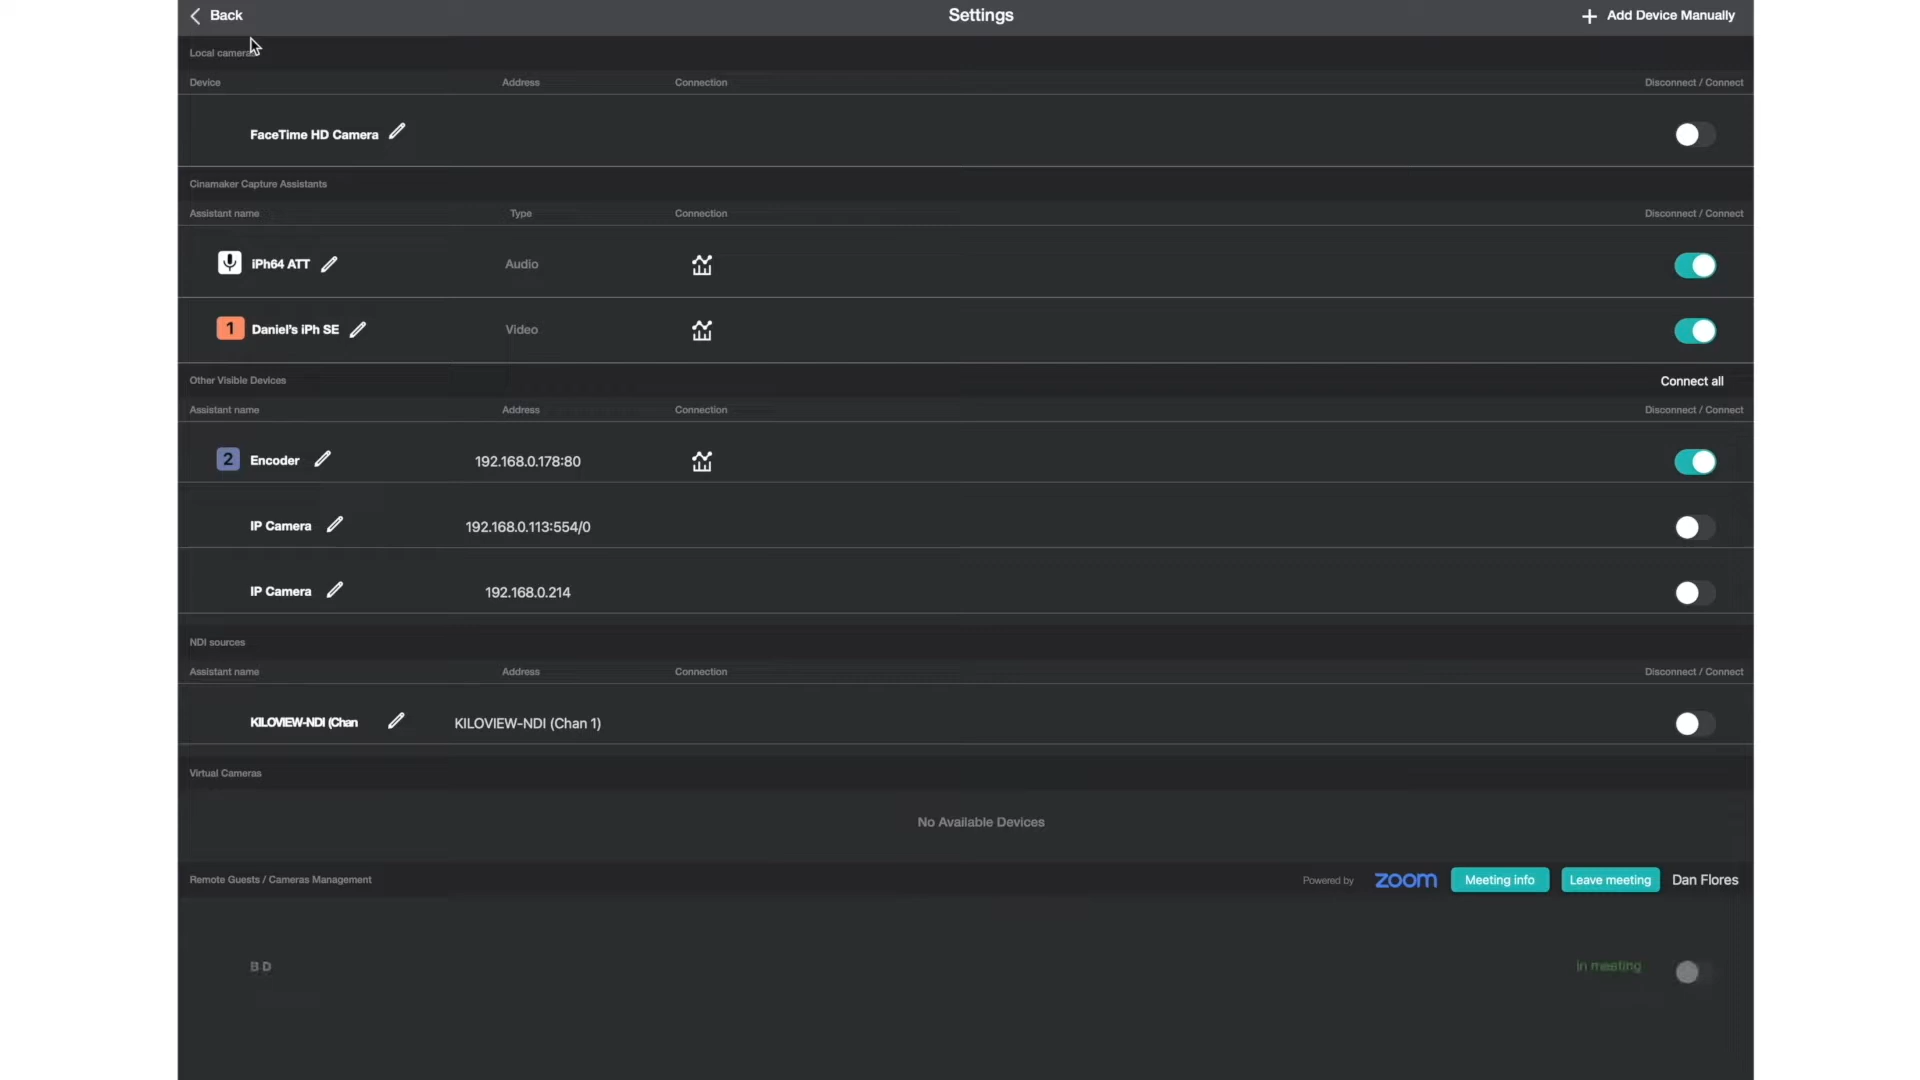 Back
Settings
Add Device Manually
Local cameras
Device Address Connection Disconnect / Connect
FaceTime HD Camera
Cinamaker Capture Assistants
Assistant name Type Connection Disconnect / Connect
iPh64 ATT Audio
1 Daniel's iPh SE Video
Other Visible Devices Connect all
Assistant name Address Connection Disconnect / Connect
2 Encoder 192.168.0.178:80
IP Camera 192.168.0.113:554/0
IP Camera 192.168.0.214
NDI sources
Assistant name Address Connection Disconnect / Connect
KILOVIEW-NDI (Chan KILOVIEW-NDI (Chan 1)
Virtual Cameras
No Available Devices
Remote Guests / Cameras Management Powered by zoom Meeting info Leave meeting Dan Flores
B D in meeting